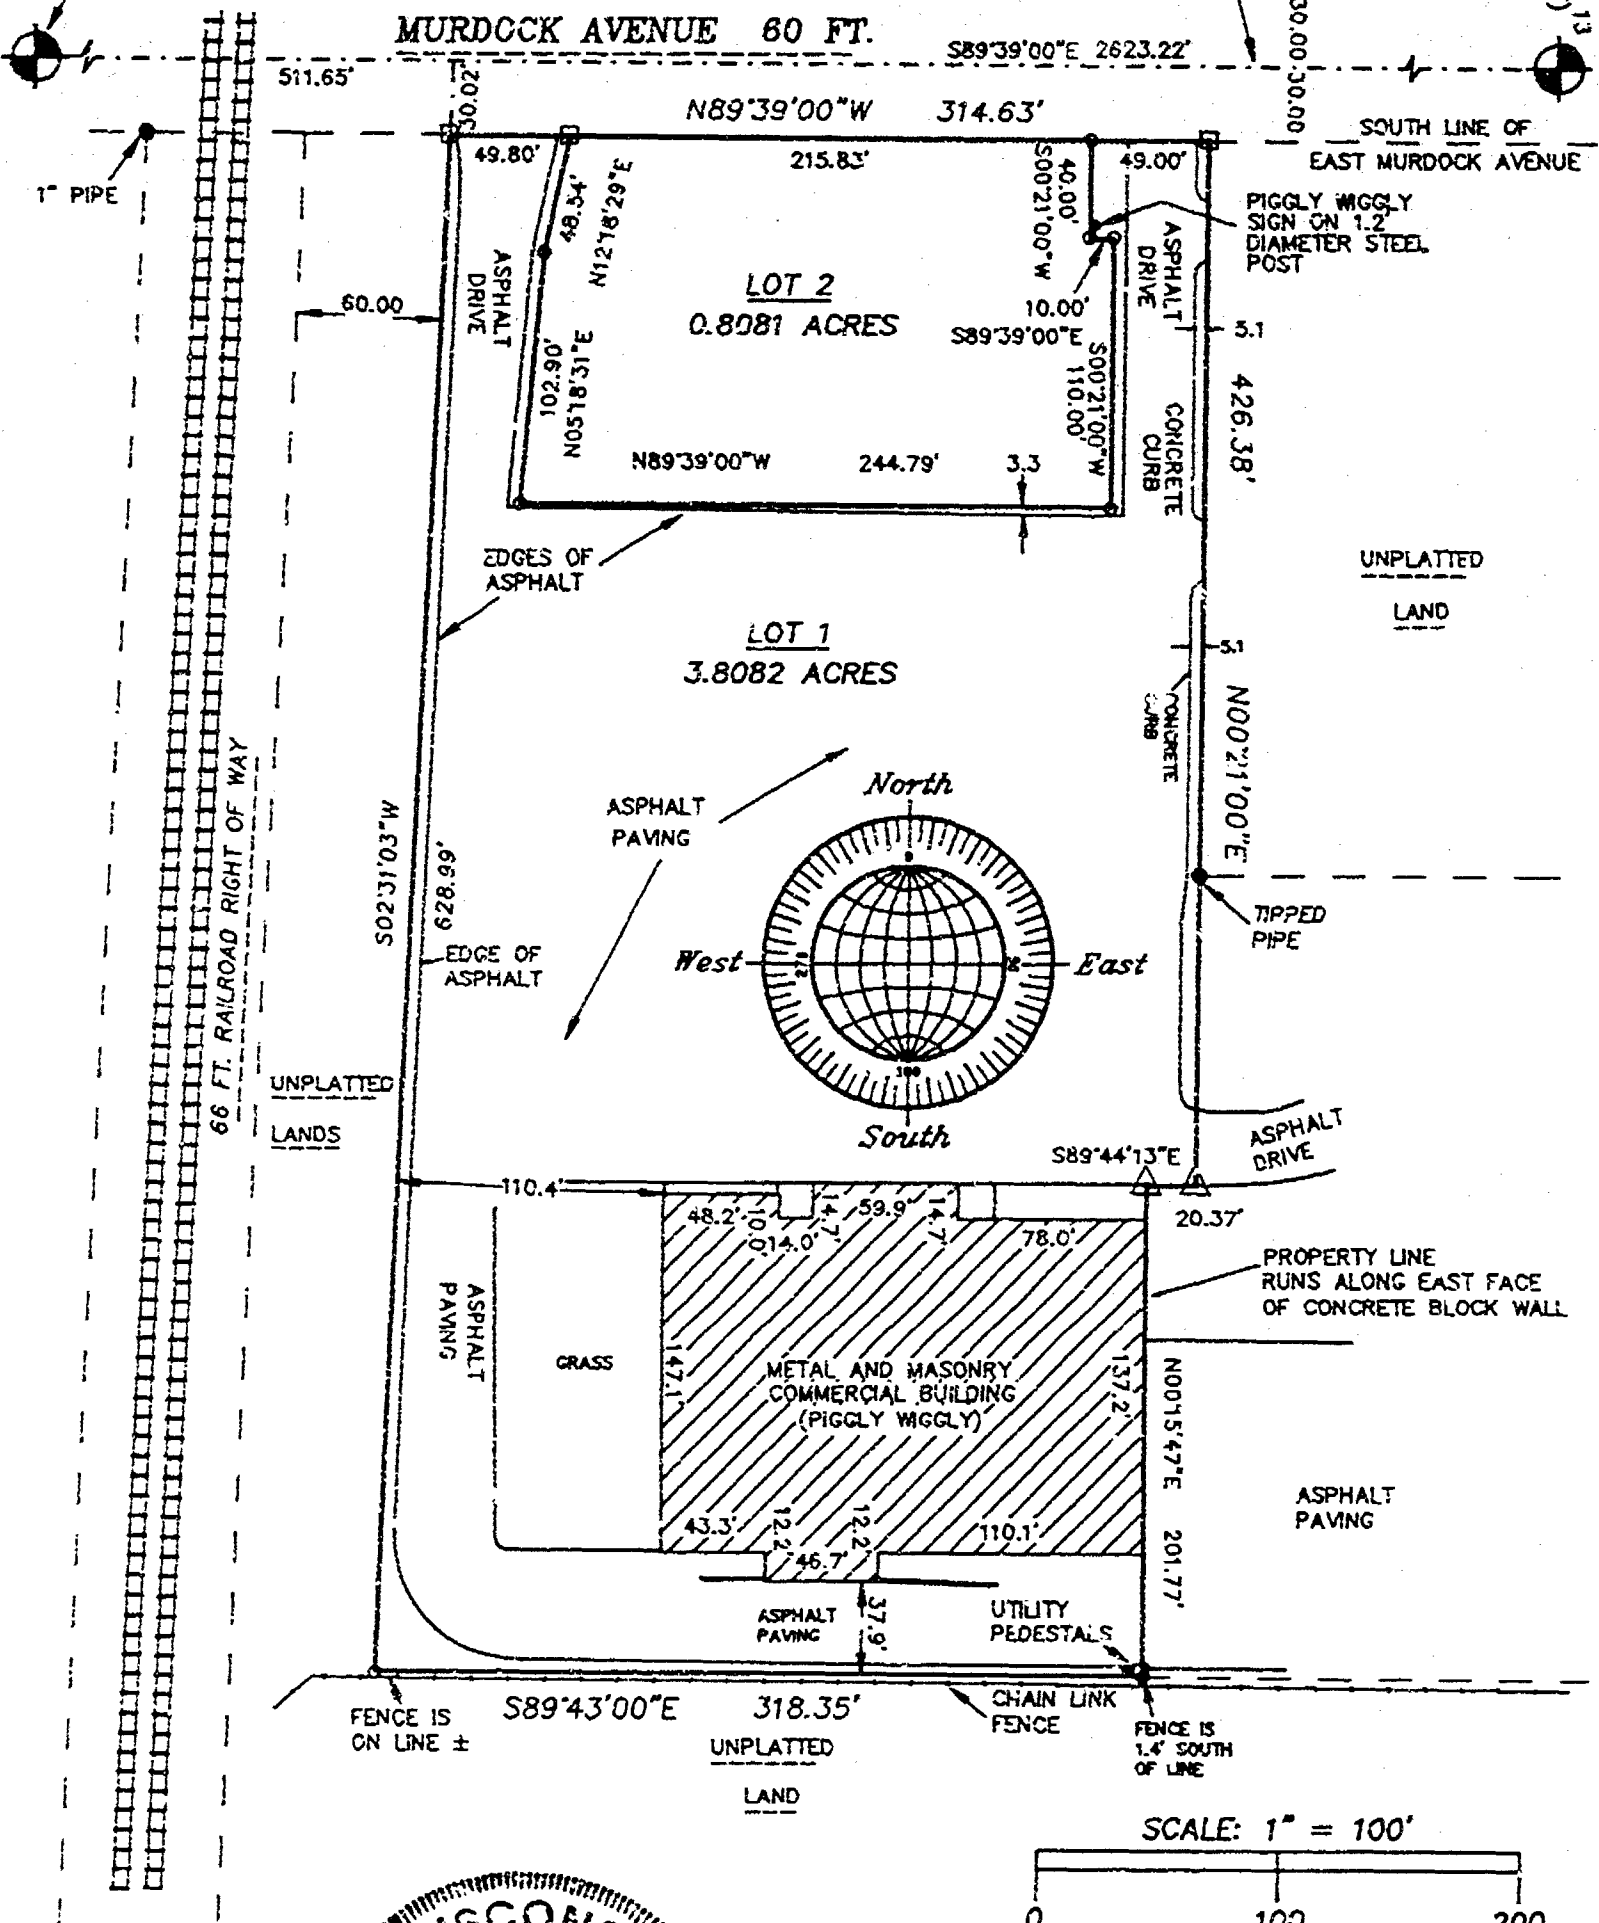 MURDOCK AVENUE 60 FT.
S89°39'00"E 2623.22'
511.65'
30.02'
30.00
30.00
13
N89°39'00"W 314.63'
SOUTH LINE OF
EAST MURDOCK AVENUE
1" PIPE
49.80'
215.83'
49.00'
48.54'
N12°18'29"E
40.00'
S00°21'00"W
PIGGLY WIGGLY
SIGN ON 1.2'
DIAMETER STEEL
POST
ASPHALT
DRIVE
ASPHALT
DRIVE
60.00
LOT 2
0.8081 ACRES
10.00'
S89°39'00"E
5.1
102.90'
N05°18'31"E
S00°21'00"W
110.00'
CONCRETE
CURB
426.38'
N89°39'00"W 244.79' 3.3
EDGES OF
ASPHALT
UNPLATTED
LAND
LOT 1
3.8082 ACRES
5.1
CONCRETE
CURB
N00°21'00"E
66 FT. RAILROAD RIGHT OF WAY
S02°31'03"W
628.99'
ASPHALT
PAVING
North
West
East
South
270
180
TIPPED
PIPE
EDGE OF
ASPHALT
UNPLATTED
LANDS
S89°44'13"E
ASPHALT
DRIVE
110.4'
20.37'
48.2'
10.0'
14.0'
14.7'
59.9'
14.7'
78.0'
PROPERTY LINE
RUNS ALONG EAST FACE
OF CONCRETE BLOCK WALL
ASPHALT
PAVING
GRASS
147.1'
METAL AND MASONRY
COMMERCIAL BUILDING
(PIGGLY WIGGLY)
137.2'
N00°15'47"E 201.77'
ASPHALT
PAVING
43.3'
12.2'
46.7'
12.2'
110.1'
ASPHALT
PAVING
37.9'
UTILITY
PEDESTALS
S89°43'00"E 318.35'
CHAIN LINK
FENCE
FENCE IS
ON LINE ±
FENCE IS
1.4' SOUTH
OF LINE
UNPLATTED
LAND
SCALE: 1" = 100'
0 100 200